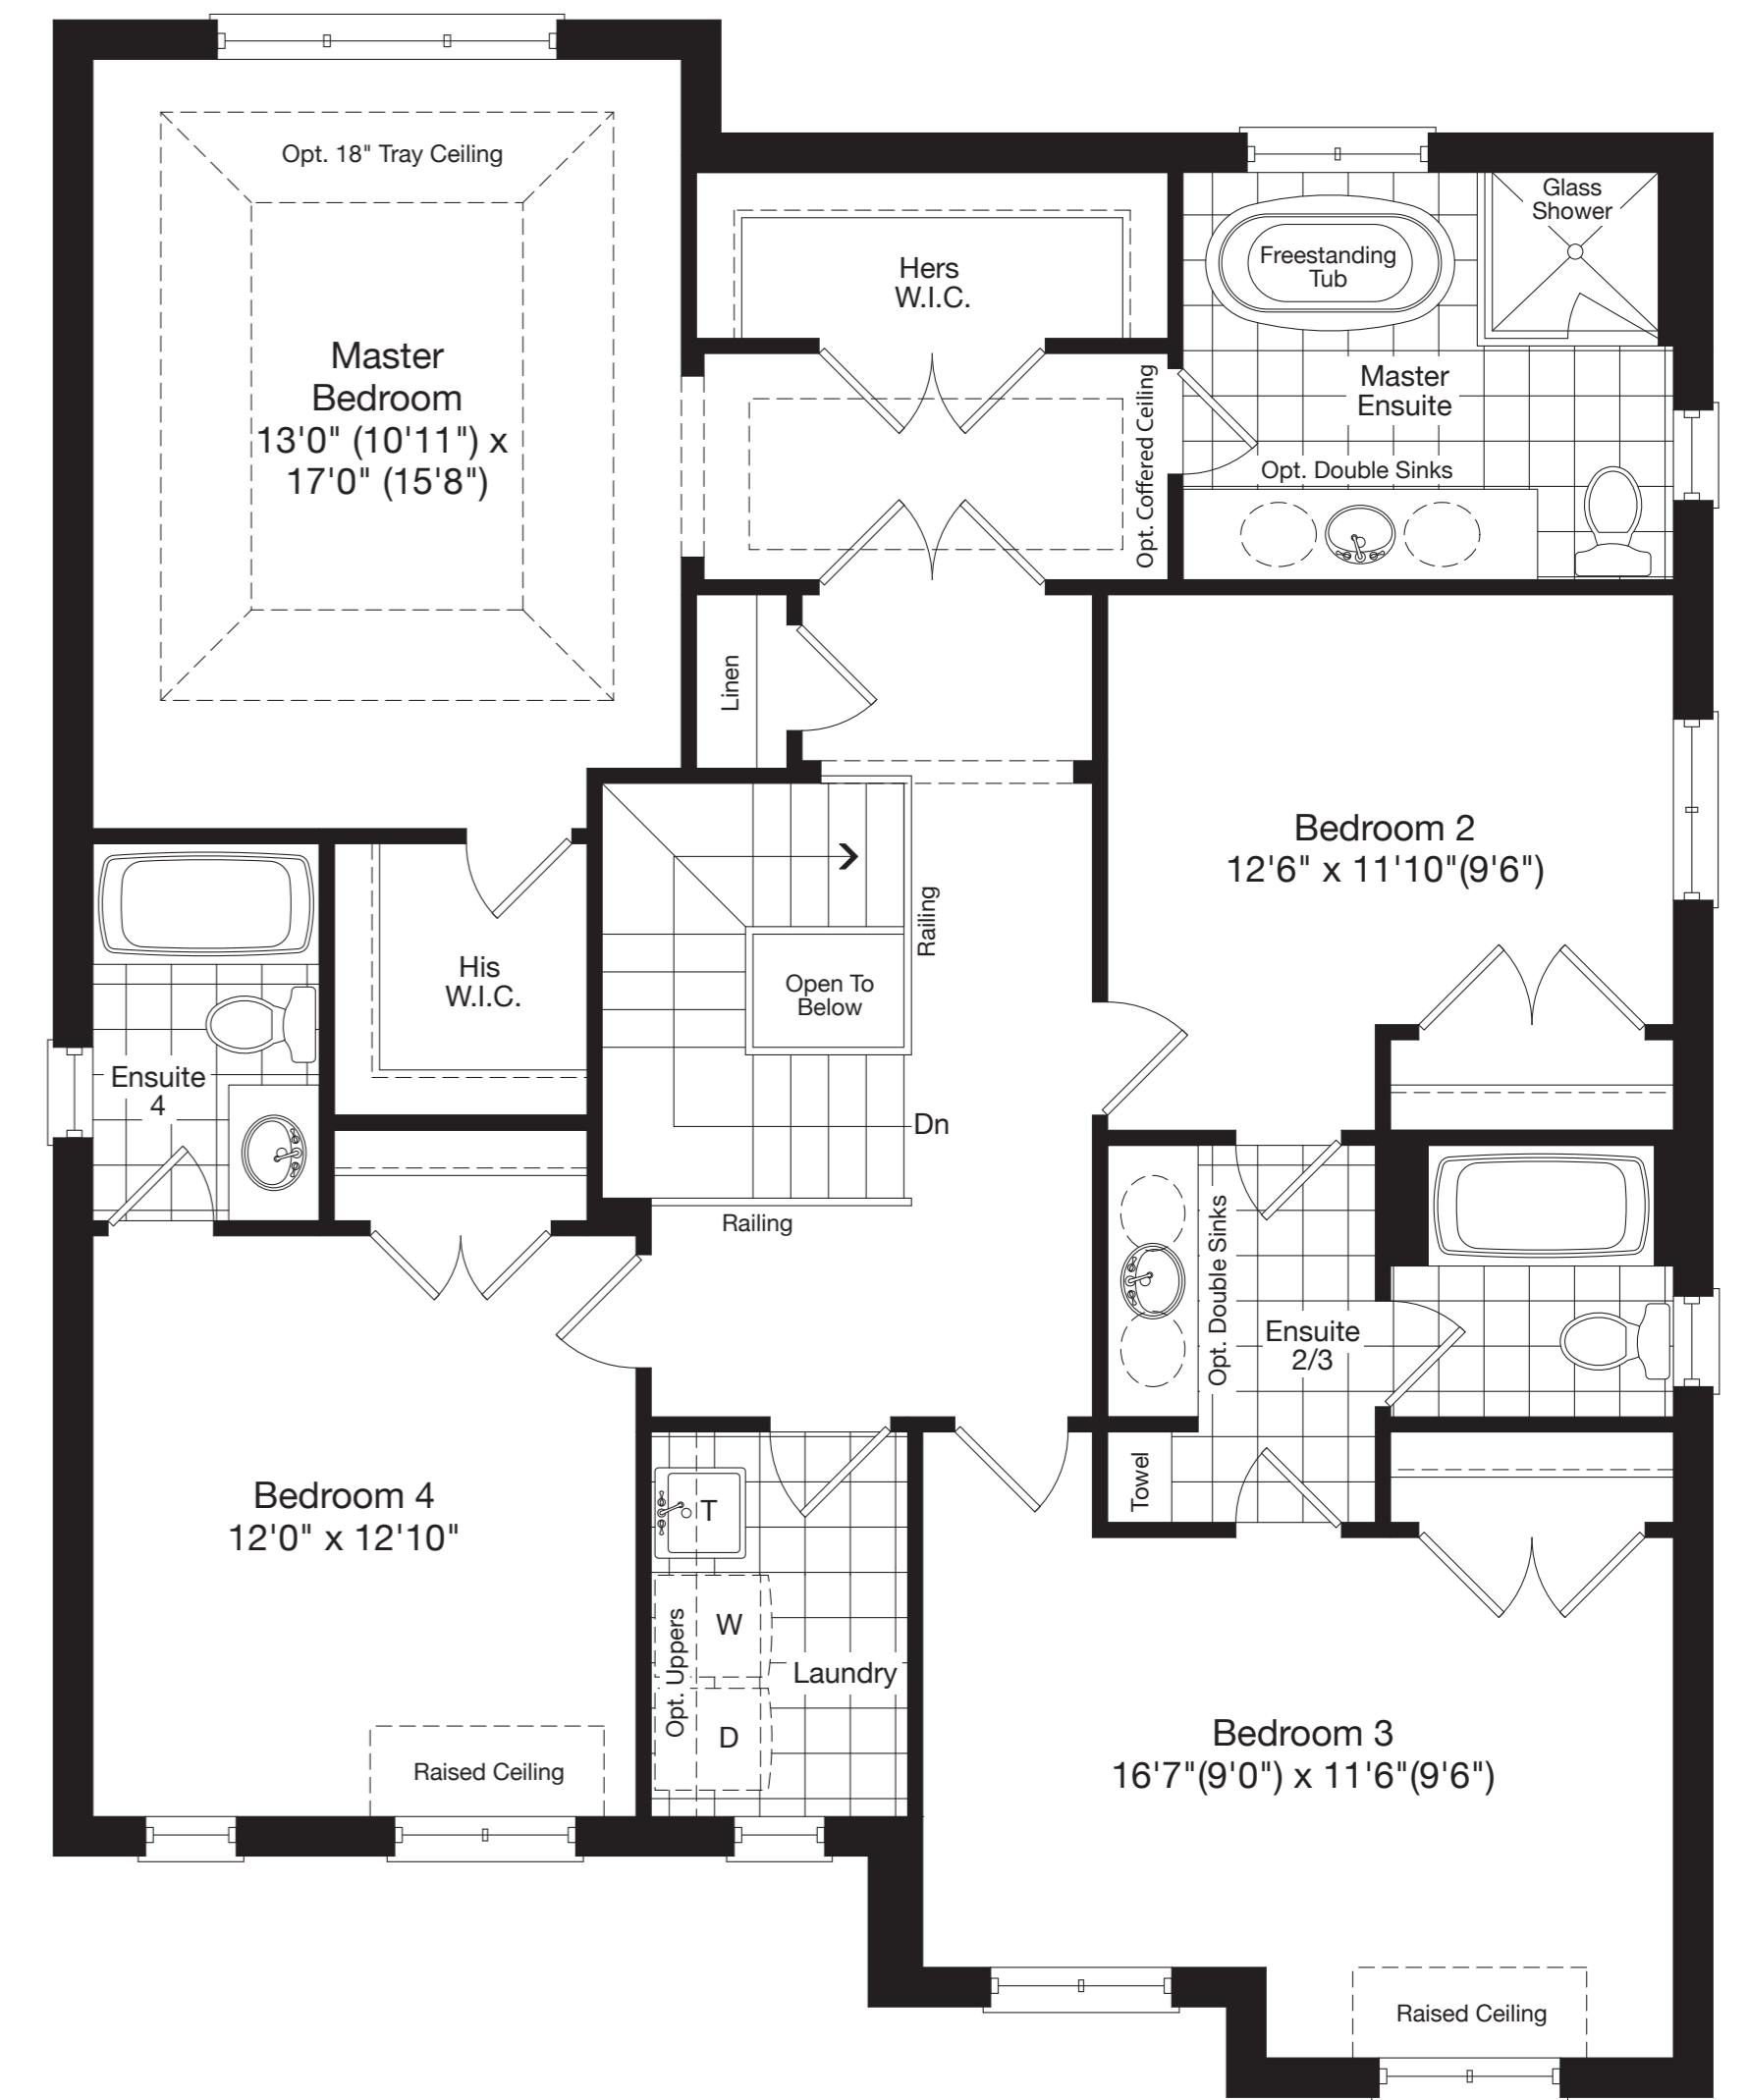 Opt. 18" Tray Ceiling
Master
Bedroom
13'0" (10'11") x
17'0" (15'8")
Hers
W.I.C.
Opt. Coffered Ceiling
Glass
Shower
Freestanding
Tub
Master
Ensuite
Opt. Double Sinks
Linen
Bedroom 2
12'6" x 11'10"(9'6")
Railing
Open To
Below
Dn
Railing
His
W.I.C.
Ensuite
4
Opt. Double Sinks
Ensuite
2/3
Towel
Bedroom 4
12'0" x 12'10"
Raised Ceiling
T
W
D
Opt. Uppers
Laundry
Bedroom 3
16'7"(9'0") x 11'6"(9'6")
Raised Ceiling